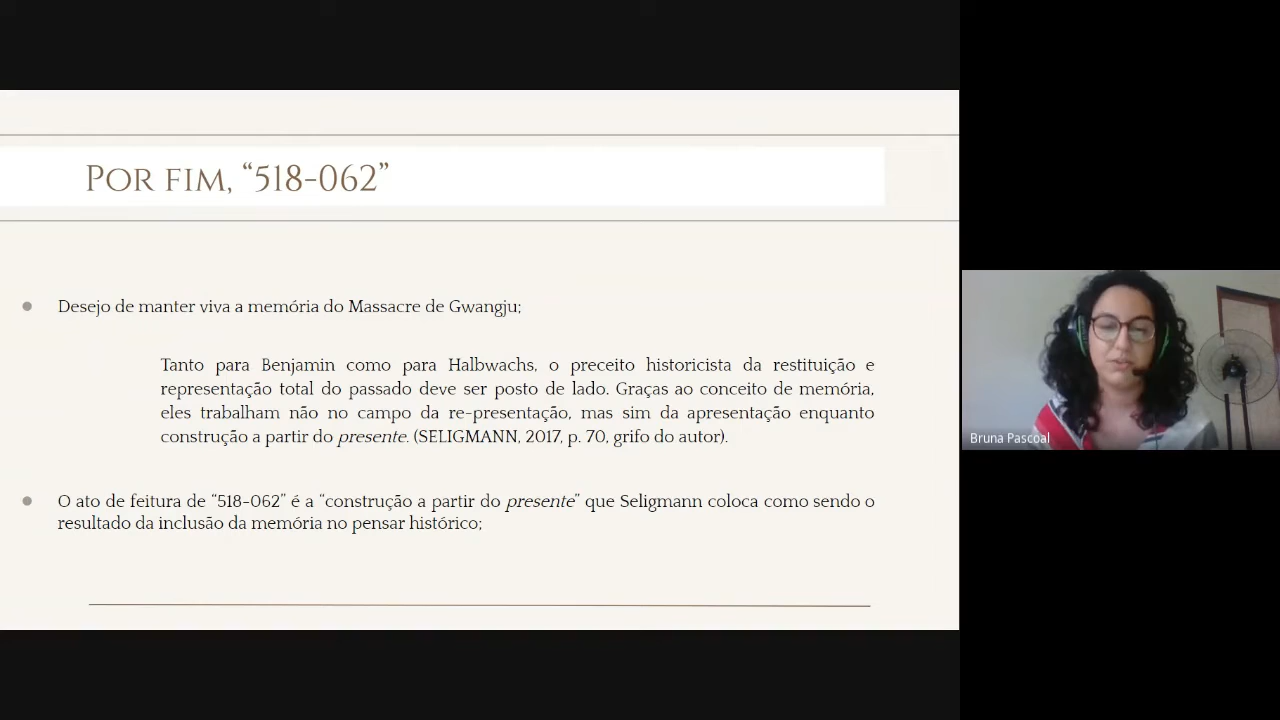 POR FIM, “518-062”
Desejo de manter viva a memória do Massacre de Gwangju;
Tanto para Benjamin como para Halbwachs, o preceito historicista da restituição e
representação total do passado deve ser posto de lado. Graças ao conceito de memória,
eles trabalham não no campo da re-presentação, mas sim da apresentação enquanto
construção a partir do presente. (SELIGMANN, 2017, p. 70, grifo do autor).
O ato de feitura de “518-062” é a “construção a partir do presente” que Seligmann coloca como sendo o
resultado da inclusão da memória no pensar histórico;
Bruna Pascoal